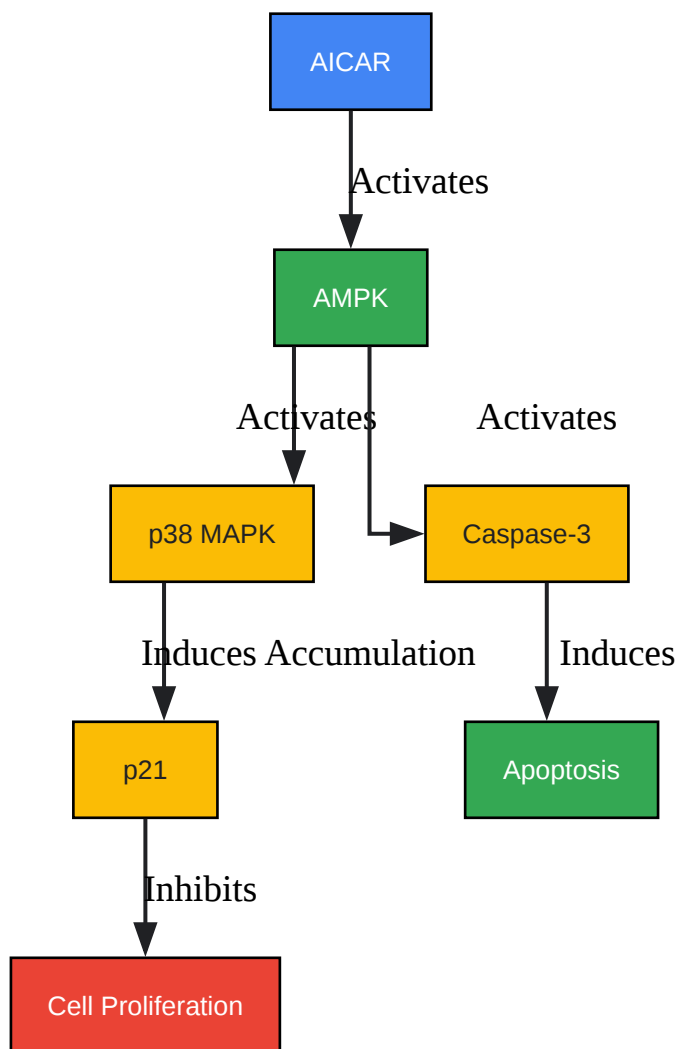 AICAR
Activates
AMPK
Activates
Activates
p38 MAPK
Caspase-3
Induces Accumulation
Induces
p21
Apoptosis
Inhibits
Cell Proliferation